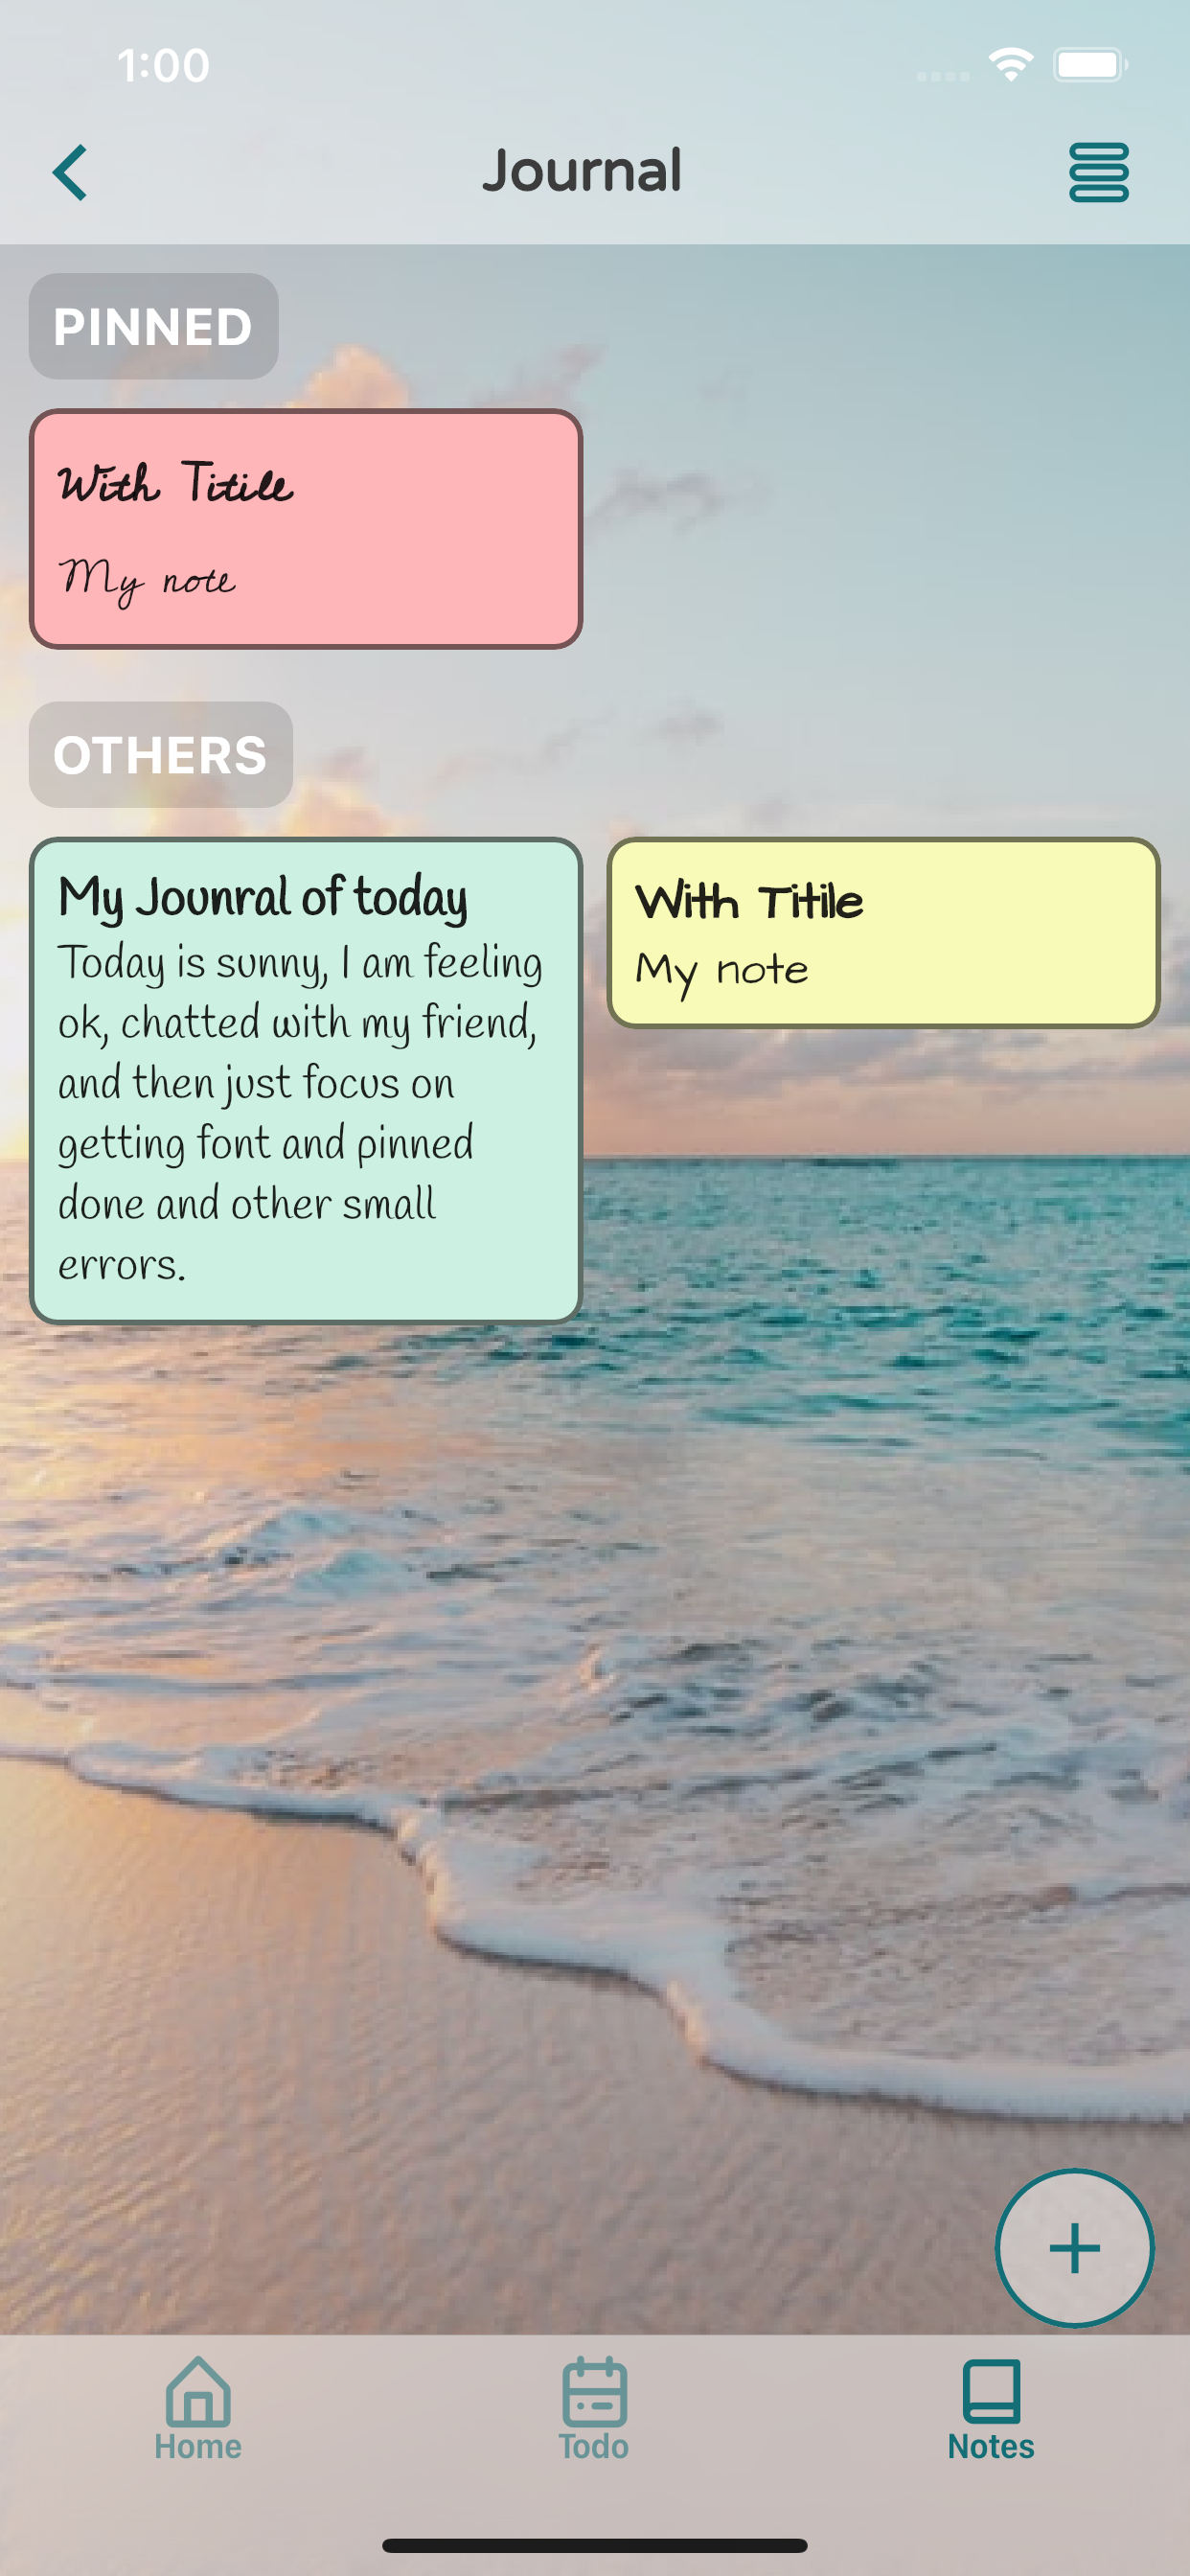 1:00
Journal
PINNED
With Titile
My note
OTHERS
My Jounral of today
Today is sunny, I am feeling
ok, chatted with my friend,
and then just focus on
getting font and pinned
done and other small
errors.
With Titile
My note
Home
Todo
Notes